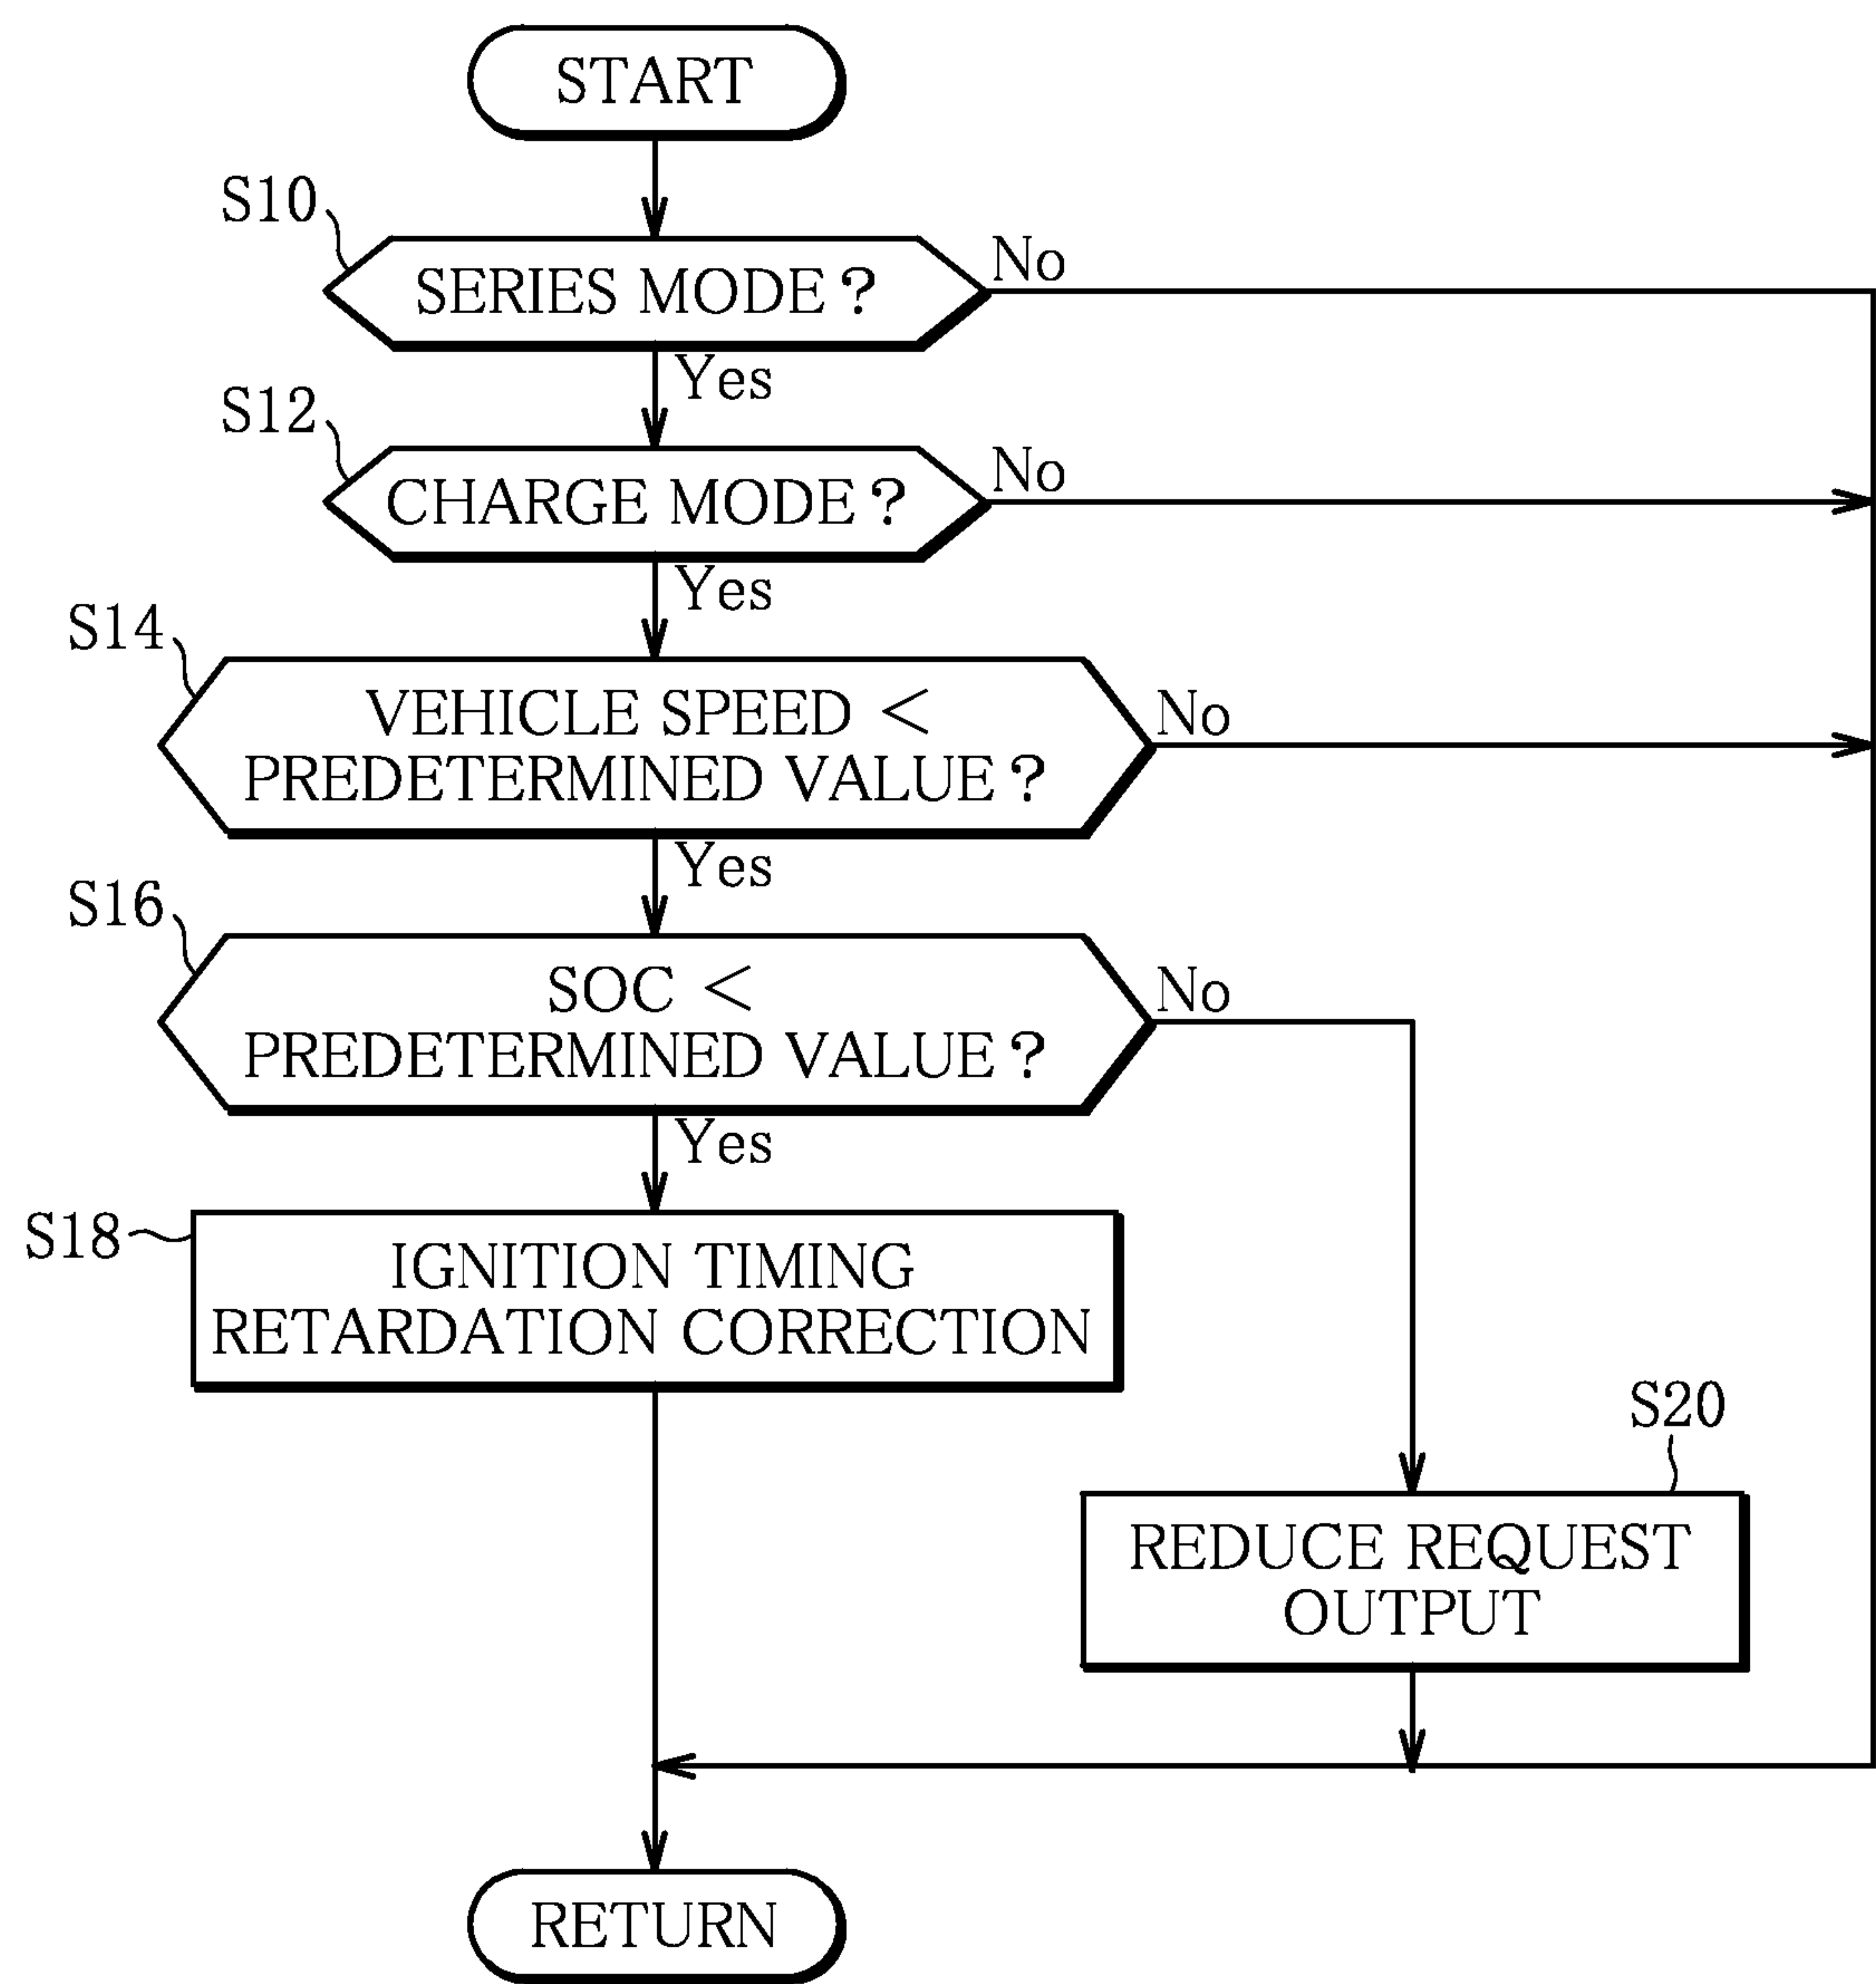 START
S10
SERIES MODE ?
No
Yes
S12
CHARGE MODE ?
No
Yes
S14
VEHICLE SPEED <
PREDETERMINED VALUE ?
No
Yes
S16
SOC <
PREDETERMINED VALUE ?
No
Yes
S18
IGNITION TIMING
RETARDATION CORRECTION
S20
REDUCE REQUEST
OUTPUT
RETURN